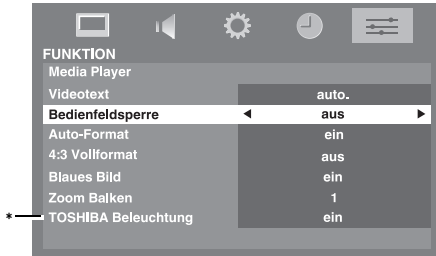 FUNKTION
Media Player
Videotext auto.
Bedienfeldsperre ◀ aus ▶
Auto-Format ein
4:3 Vollformat aus
Blaues Bild ein
Zoom Balken 1
* TOSHIBA Beleuchtung ein